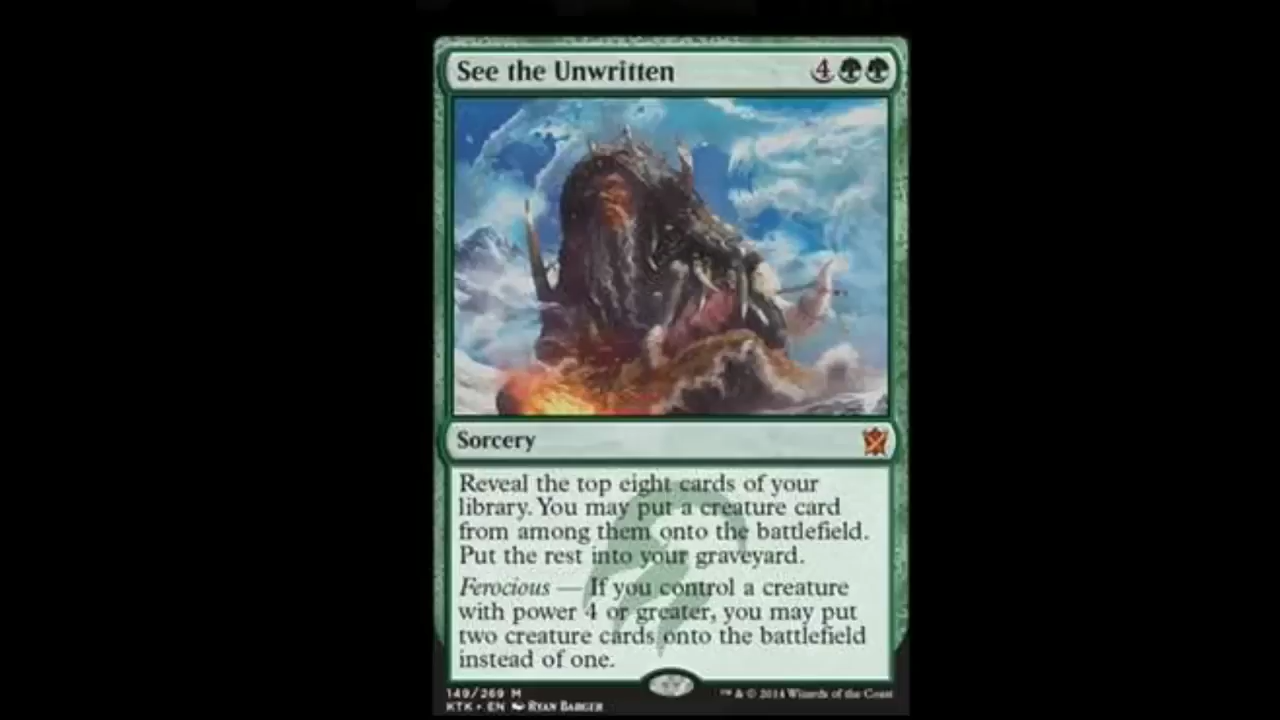 See the Unwritten 4
Sorcery
Reveal the top eight cards of your
library. You may put a creature card
from among them onto the battlefield.
Put the rest into your graveyard.
Ferocious — If you control a creature
with power 4 or greater, you may put
two creature cards onto the battlefield
instead of one.
149/269 M
KTK • EN RYAN BARGER
™ & © 2014 Wizards of the Coast